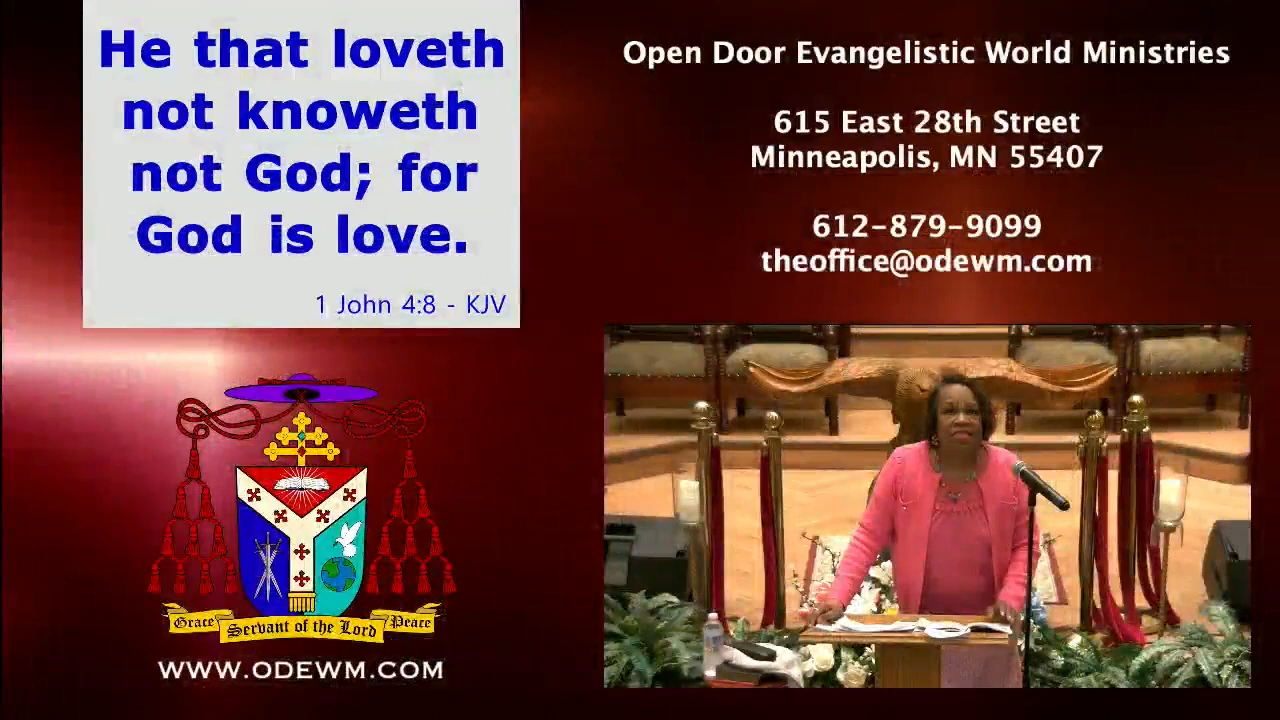 He that loveth
not knoweth
not God; for
God is love.
1 John 4:8 - KJV
Open Door Evangelistic World Ministries
615 East 28th Street
Minneapolis, MN 55407
612-879-9099
theoffice@odewm.com
Grace Servant of the Lord Peace
WWW.ODEWM.COM